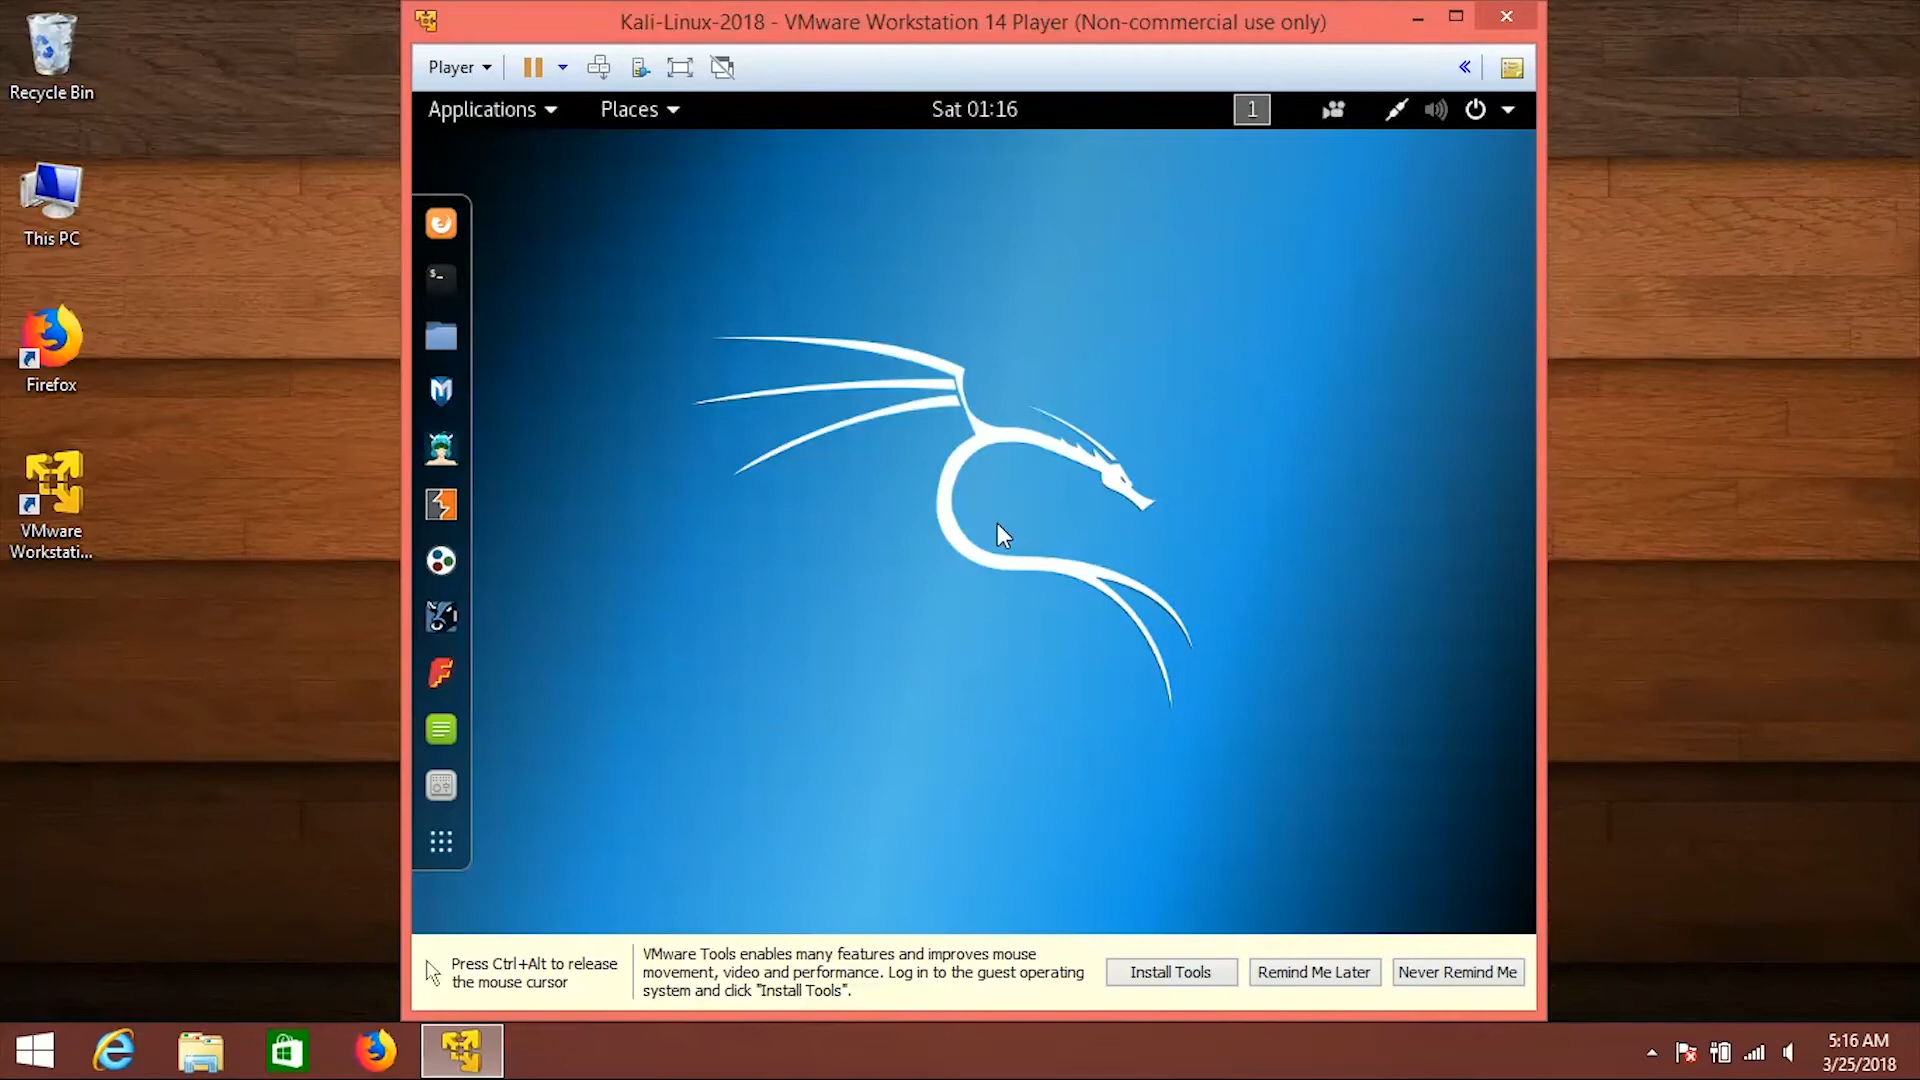 Kali-Linux-2018 - VMware Workstation 14 Player (Non-commercial use only)
Player
Applications
Places
Sat 01:16
1
Recycle Bin
This PC
Firefox
VMware
Workstati...
$_
Press Ctrl+Alt to release
the mouse cursor
VMware Tools enables many features and improves mouse
movement, video and performance. Log in to the guest operating
system and click "Install Tools".
Install Tools
Remind Me Later
Never Remind Me
5:16 AM
3/25/2018